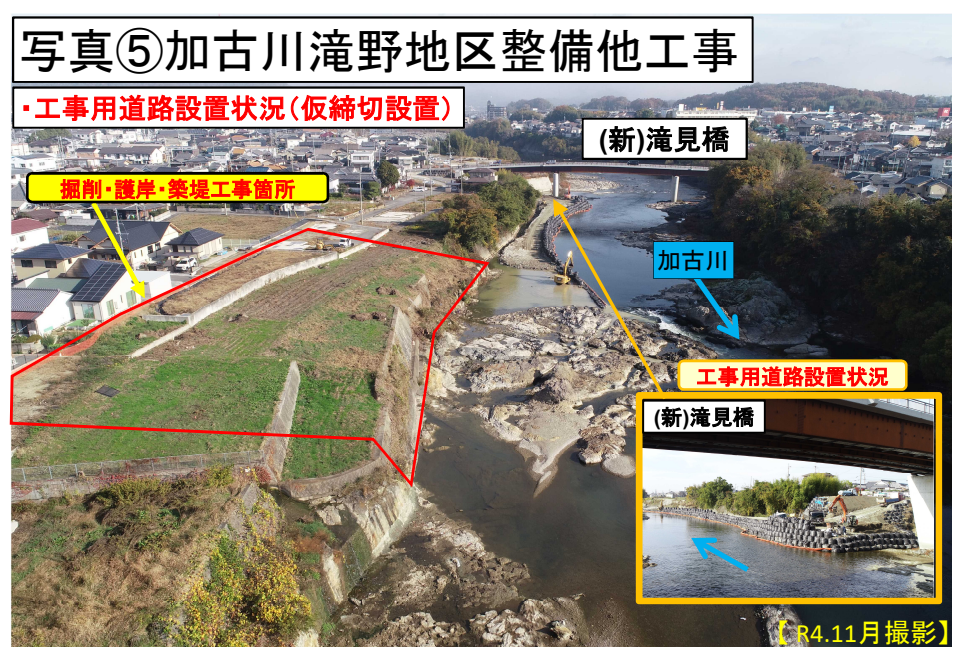 写真⑤加古川滝野地区整備他工事
・工事用道路設置状況(仮締切設置)
(新)滝見橋
掘削・護岸・築堤工事箇所
加古川
工事用道路設置状況
(新)滝見橋
【 R4.11月撮影】